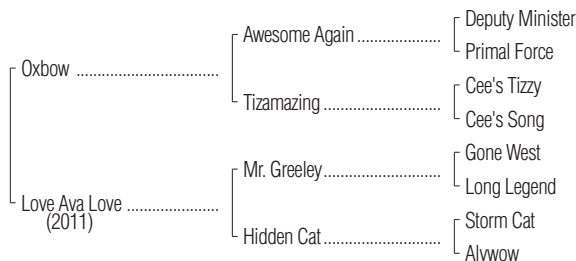 Deputy Minister
Awesome Again ....................
Primal Force
Oxbow ..................................
Cee's Tizzy
Tizamazing ............................
Cee's Song
Gone West
Mr. Greeley............................
Long Legend
Love Ava Love ......................
(2011)
Storm Cat
Hidden Cat............................
Alywow